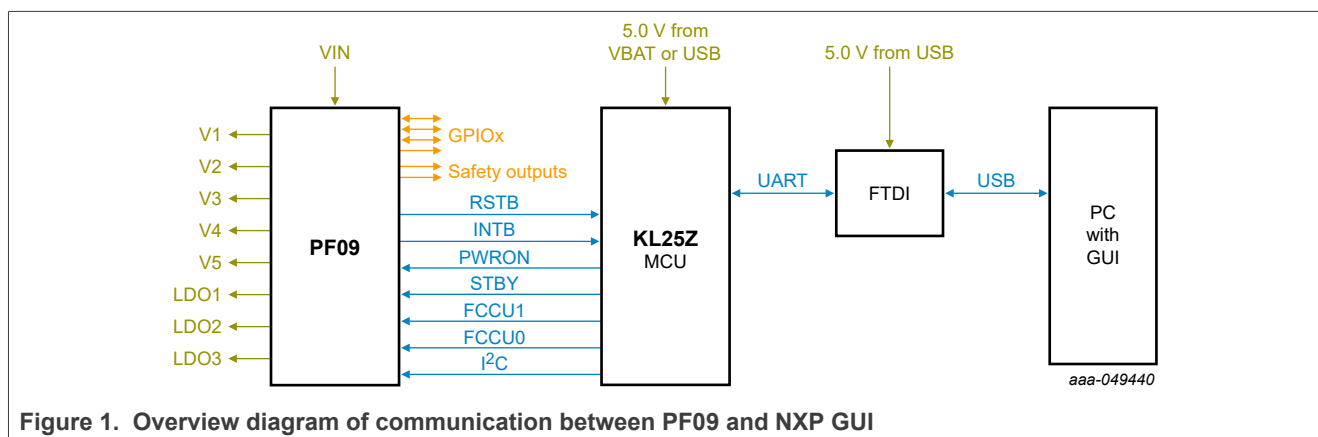 VIN
5.0 V from
VBAT or USB
5.0 V from USB
V1
V2
V3
V4
V5
LDO1
LDO2
LDO3
PF09
GPIOx
Safety outputs
RSTB
INTB
PWRON
STBY
FCCU1
FCCU0
I²C
KL25Z
MCU
UART
FTDI
USB
PC
with
GUI
aaa-049440
Figure 1. Overview diagram of communication between PF09 and NXP GUI